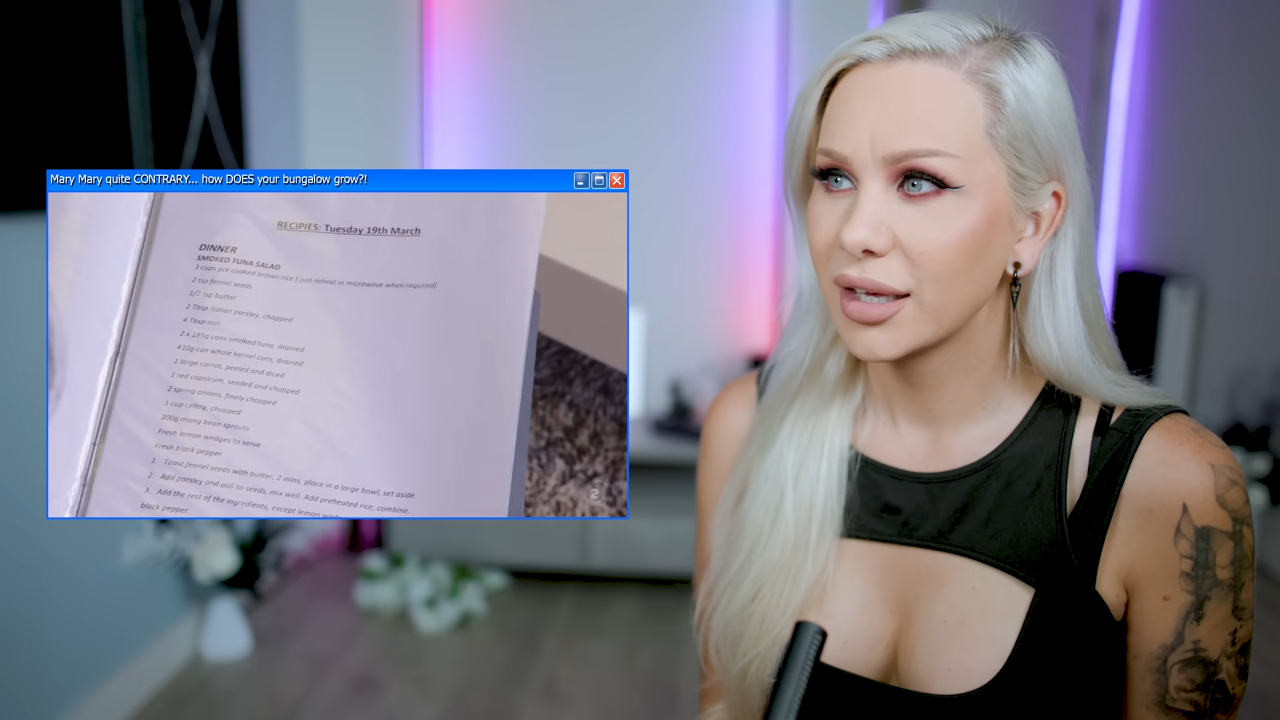 Mary Mary quite CONTRARY... how DOES your bungalow grow?!
RECIPIES: Tuesday 19th March
DINNER
SMOKED TUNA SALAD
3 cups pre cooked brown rice ( just reheat in microwave when required)
2 tsp fennel seeds
1/2 tsp butter
2 Tbsp Italian parsley, chopped
4 Tbsp aoli
2 x 185g cans smoked tuna, drained
410g can whole kernel corn, drained
1 large carrot, peeled and diced
1 red capsicum, seeded and chopped
2 spring onions, finely chopped
1 cup celery, chopped
200g mung bean sprouts
Fresh lemon wedges to serve
Fresh black pepper
1. Toast fennel seeds with butter, 2 mins, place in a large bowl, set aside.
2. Add parsley and aoli to seeds, mix well. Add preheated rice, combine.
3. Add the rest of the ingredients, except lemon
black pepper.
2